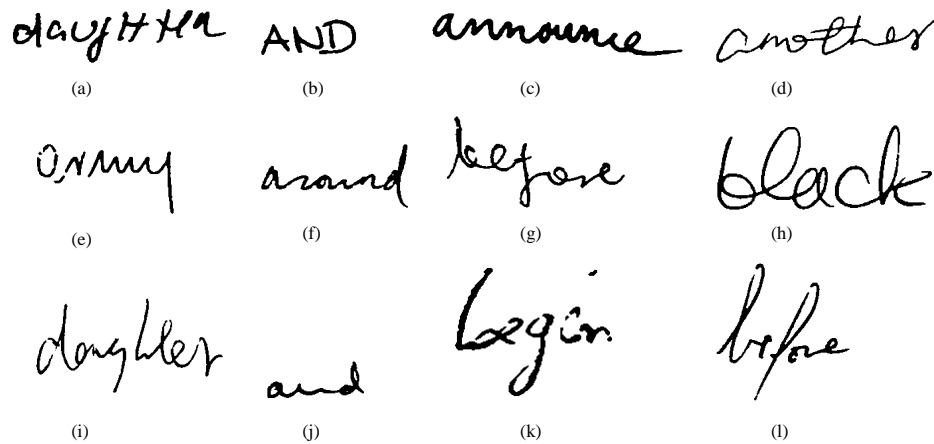 daughter AND announce another
(a) (b) (c) (d)
army around before black
(e) (f) (g) (h)
daughter and begin before
(i) (j) (k) (l)